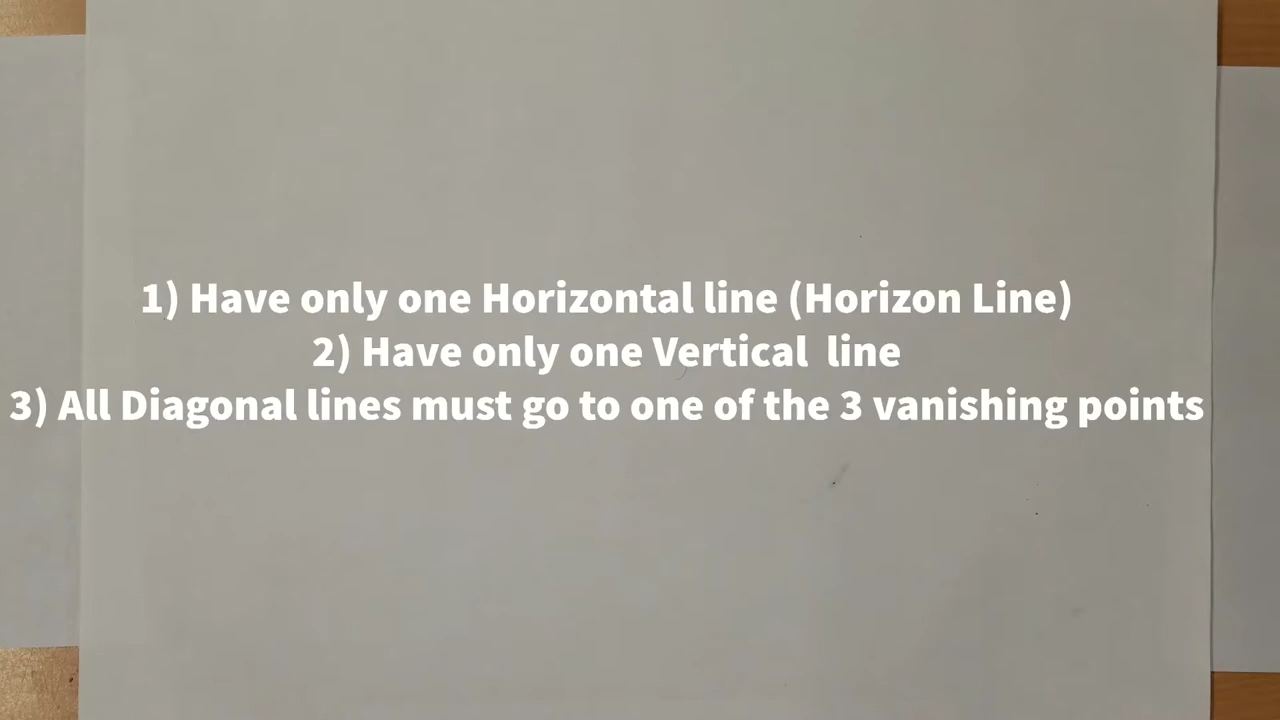 1) Have only one Horizontal line (Horizon Line)
2) Have only one Vertical  line
3) All Diagonal lines must go to one of the 3 vanishing points